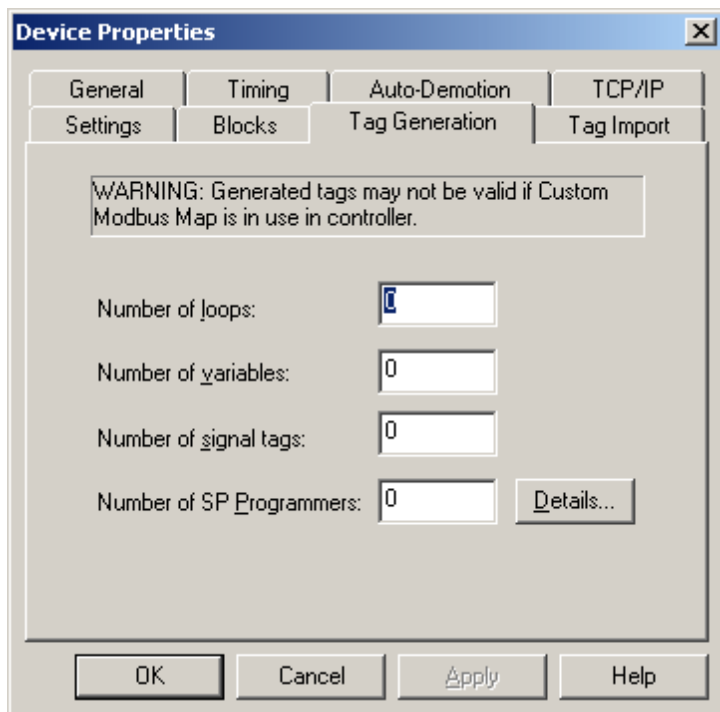 Device Properties
General Timing Auto-Demotion TCP/IP
Settings Blocks Tag Generation Tag Import
WARNING: Generated tags may not be valid if Custom
Modbus Map is in use in controller.
Number of loops: 0
Number of variables: 0
Number of signal tags: 0
Number of SP Programmers: 0 Details...
OK Cancel Apply Help